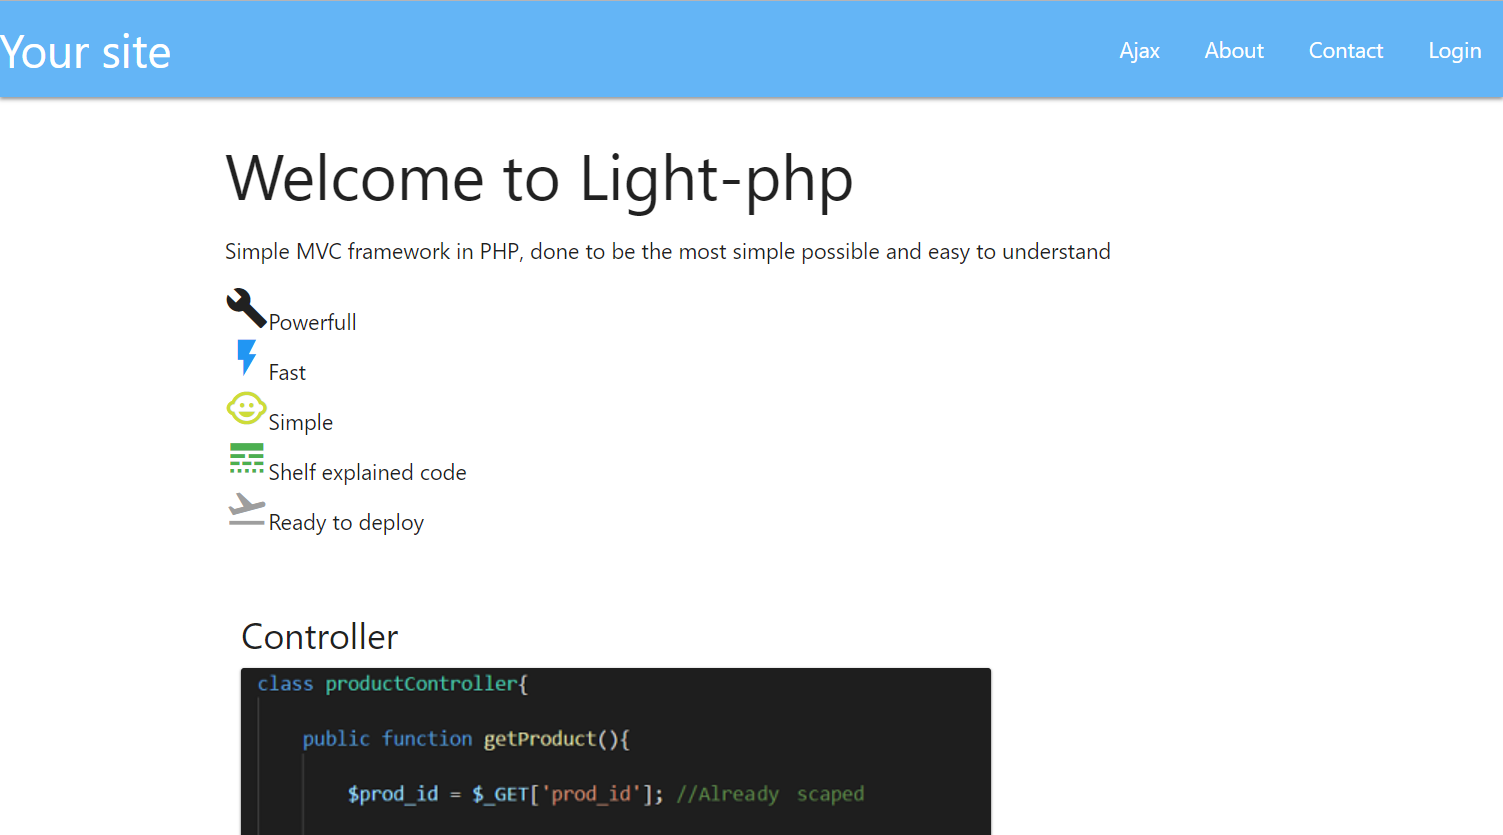 Your site
Ajax About Contact Login
Welcome to Light-php
Simple MVC framework in PHP, done to be the most simple possible and easy to understand
Powerfull
Fast
Simple
Shelf explained code
Ready to deploy
Controller
class productController{
public function getProduct(){
$prod_id = $_GET['prod_id']; //Already scaped